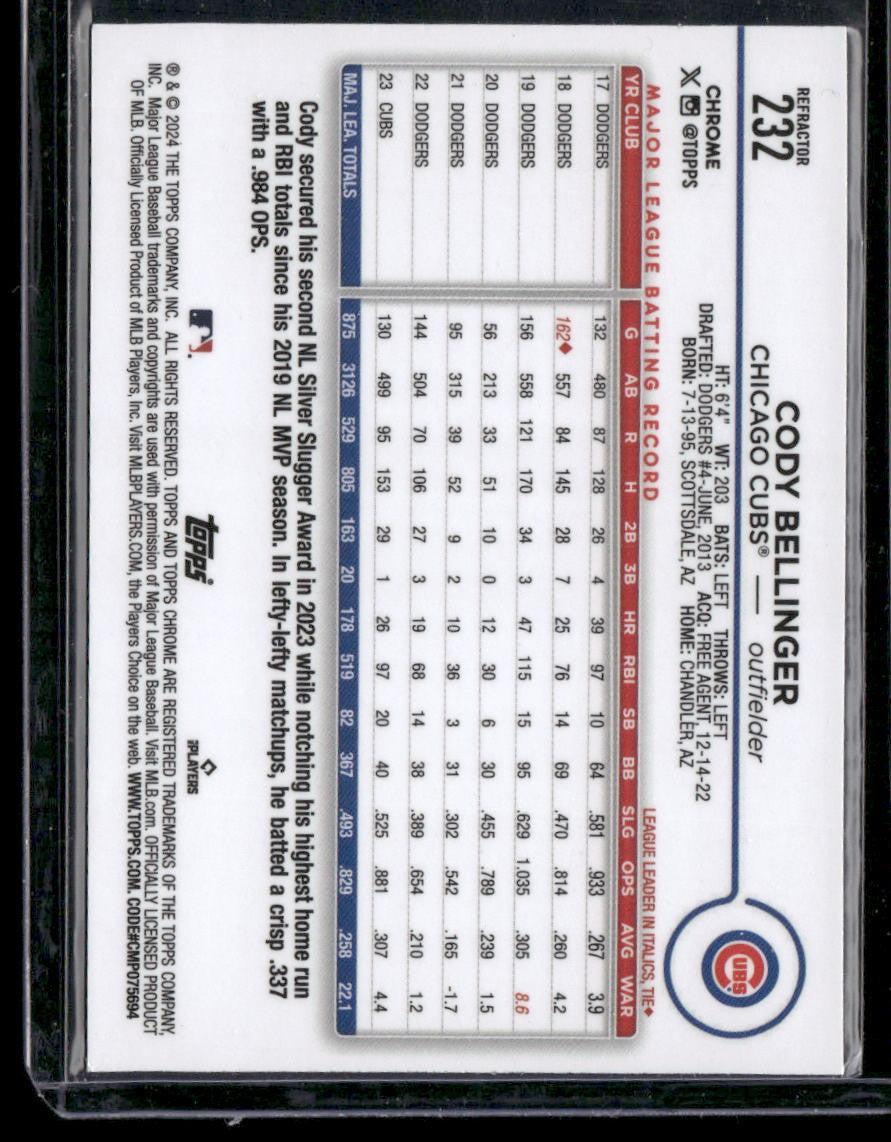 REFRACTOR
232
CODY BELLINGER
CHICAGO CUBS® — outfielder
CUBS
CHROME
@TOPPS
HT: 6'4" WT: 203 BATS: LEFT THROWS: LEFT
DRAFTED: DODGERS #4-JUNE, 2013 ACQ: FREE AGENT, 12-14-22
BORN: 7-13-95, SCOTTSDALE, AZ HOME: CHANDLER, AZ
MAJOR LEAGUE BATTING RECORD LEAGUE LEADER IN ITALICS, TIE♦
YR CLUB G AB R H 2B 3B HR RBI SB BB SLG OPS AVG WAR
17 DODGERS 132 480 87 128 26 4 39 97 10 64 .581 .933 .267 3.9
18 DODGERS 162♦ 557 84 145 28 7 25 76 14 69 .470 .814 .260 4.2
19 DODGERS 156 558 121 170 34 3 47 115 15 95 .629 1.035 .305 8.6
20 DODGERS 56 213 33 51 10 0 12 30 6 30 .455 .789 .239 1.5
21 DODGERS 95 315 39 52 9 2 10 36 3 31 .302 .542 .165 -1.7
22 DODGERS 144 504 70 106 27 3 19 68 14 38 .389 .654 .210 1.2
23 CUBS 130 499 95 153 29 1 26 97 20 40 .525 .881 .307 4.4
MAJ. LEA. TOTALS 875 3126 529 805 163 20 178 519 82 367 .493 .829 .258 22.1
Cody secured his second NL Silver Slugger Award in 2023 while notching his highest home run
and RBI totals since his 2019 NL MVP season. In lefty-lefty matchups, he batted a crisp .337
with a .984 OPS.
topps
PLAYERS
® & © 2024 THE TOPPS COMPANY, INC. ALL RIGHTS RESERVED. TOPPS AND TOPPS CHROME ARE REGISTERED TRADEMARKS OF THE TOPPS COMPANY,
INC. Major League Baseball trademarks and copyrights are used with permission of Major League Baseball. Visit MLB.com. OFFICIALLY LICENSED PRODUCT
OF MLB. Officially Licensed Product of MLB Players, Inc. Visit MLBPLAYERS.COM, the Players Choice on the web. WWW.TOPPS.COM. CODE#CMP075694